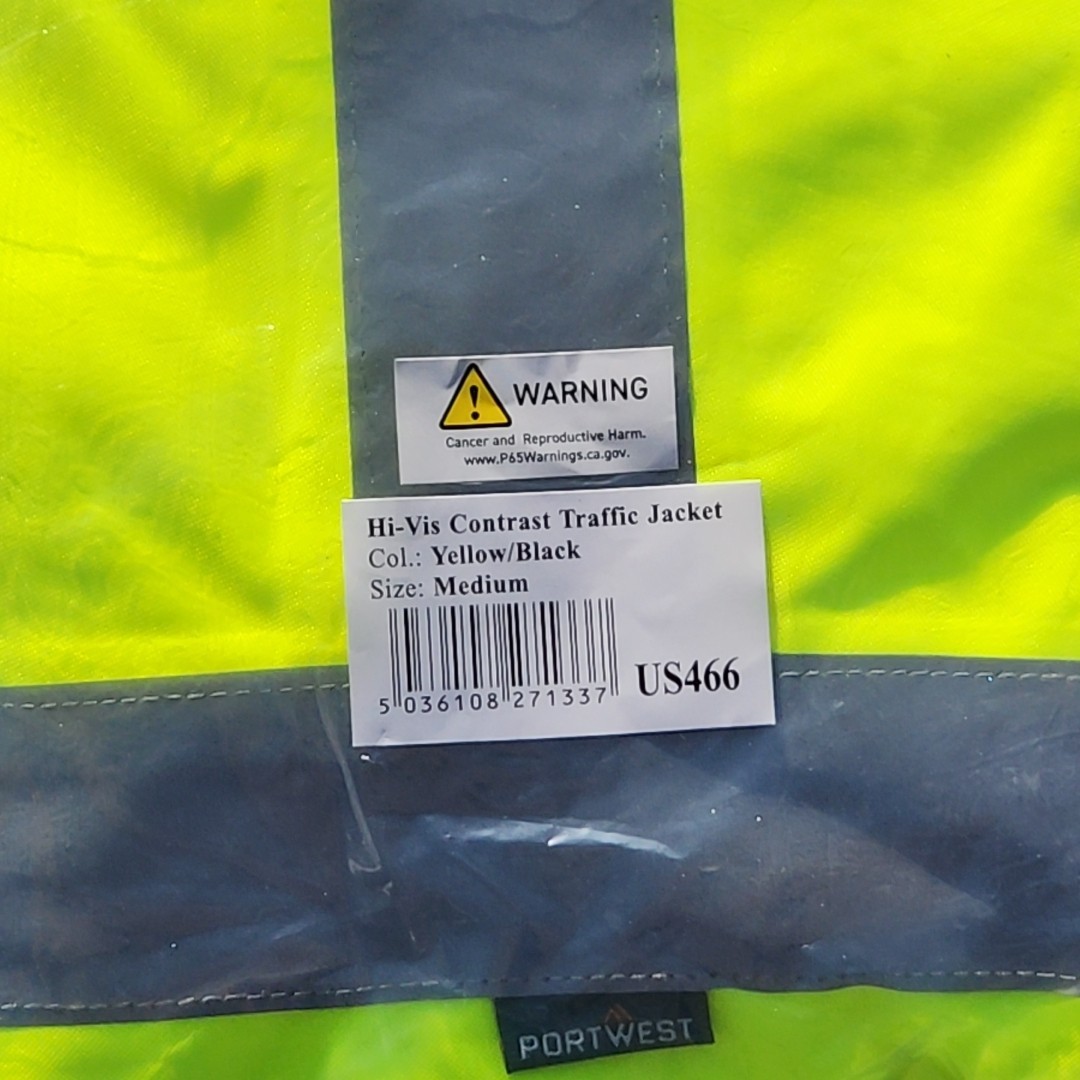 WARNING
Cancer and Reproductive Harm.
www.P65Warnings.ca.gov.
Hi-Vis Contrast Traffic Jacket
Col.: Yellow/Black
Size: Medium
5 036108 271337
US466
PORTWEST